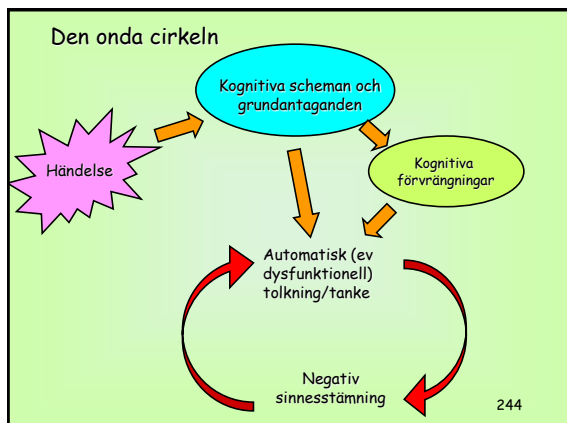 Den onda cirkeln
Kognitiva scheman och
grundantaganden
Händelse
Kognitiva
förvrängningar
Automatisk (ev
dysfunktionell)
tolkning/tanke
Negativ
sinnesstämning
244